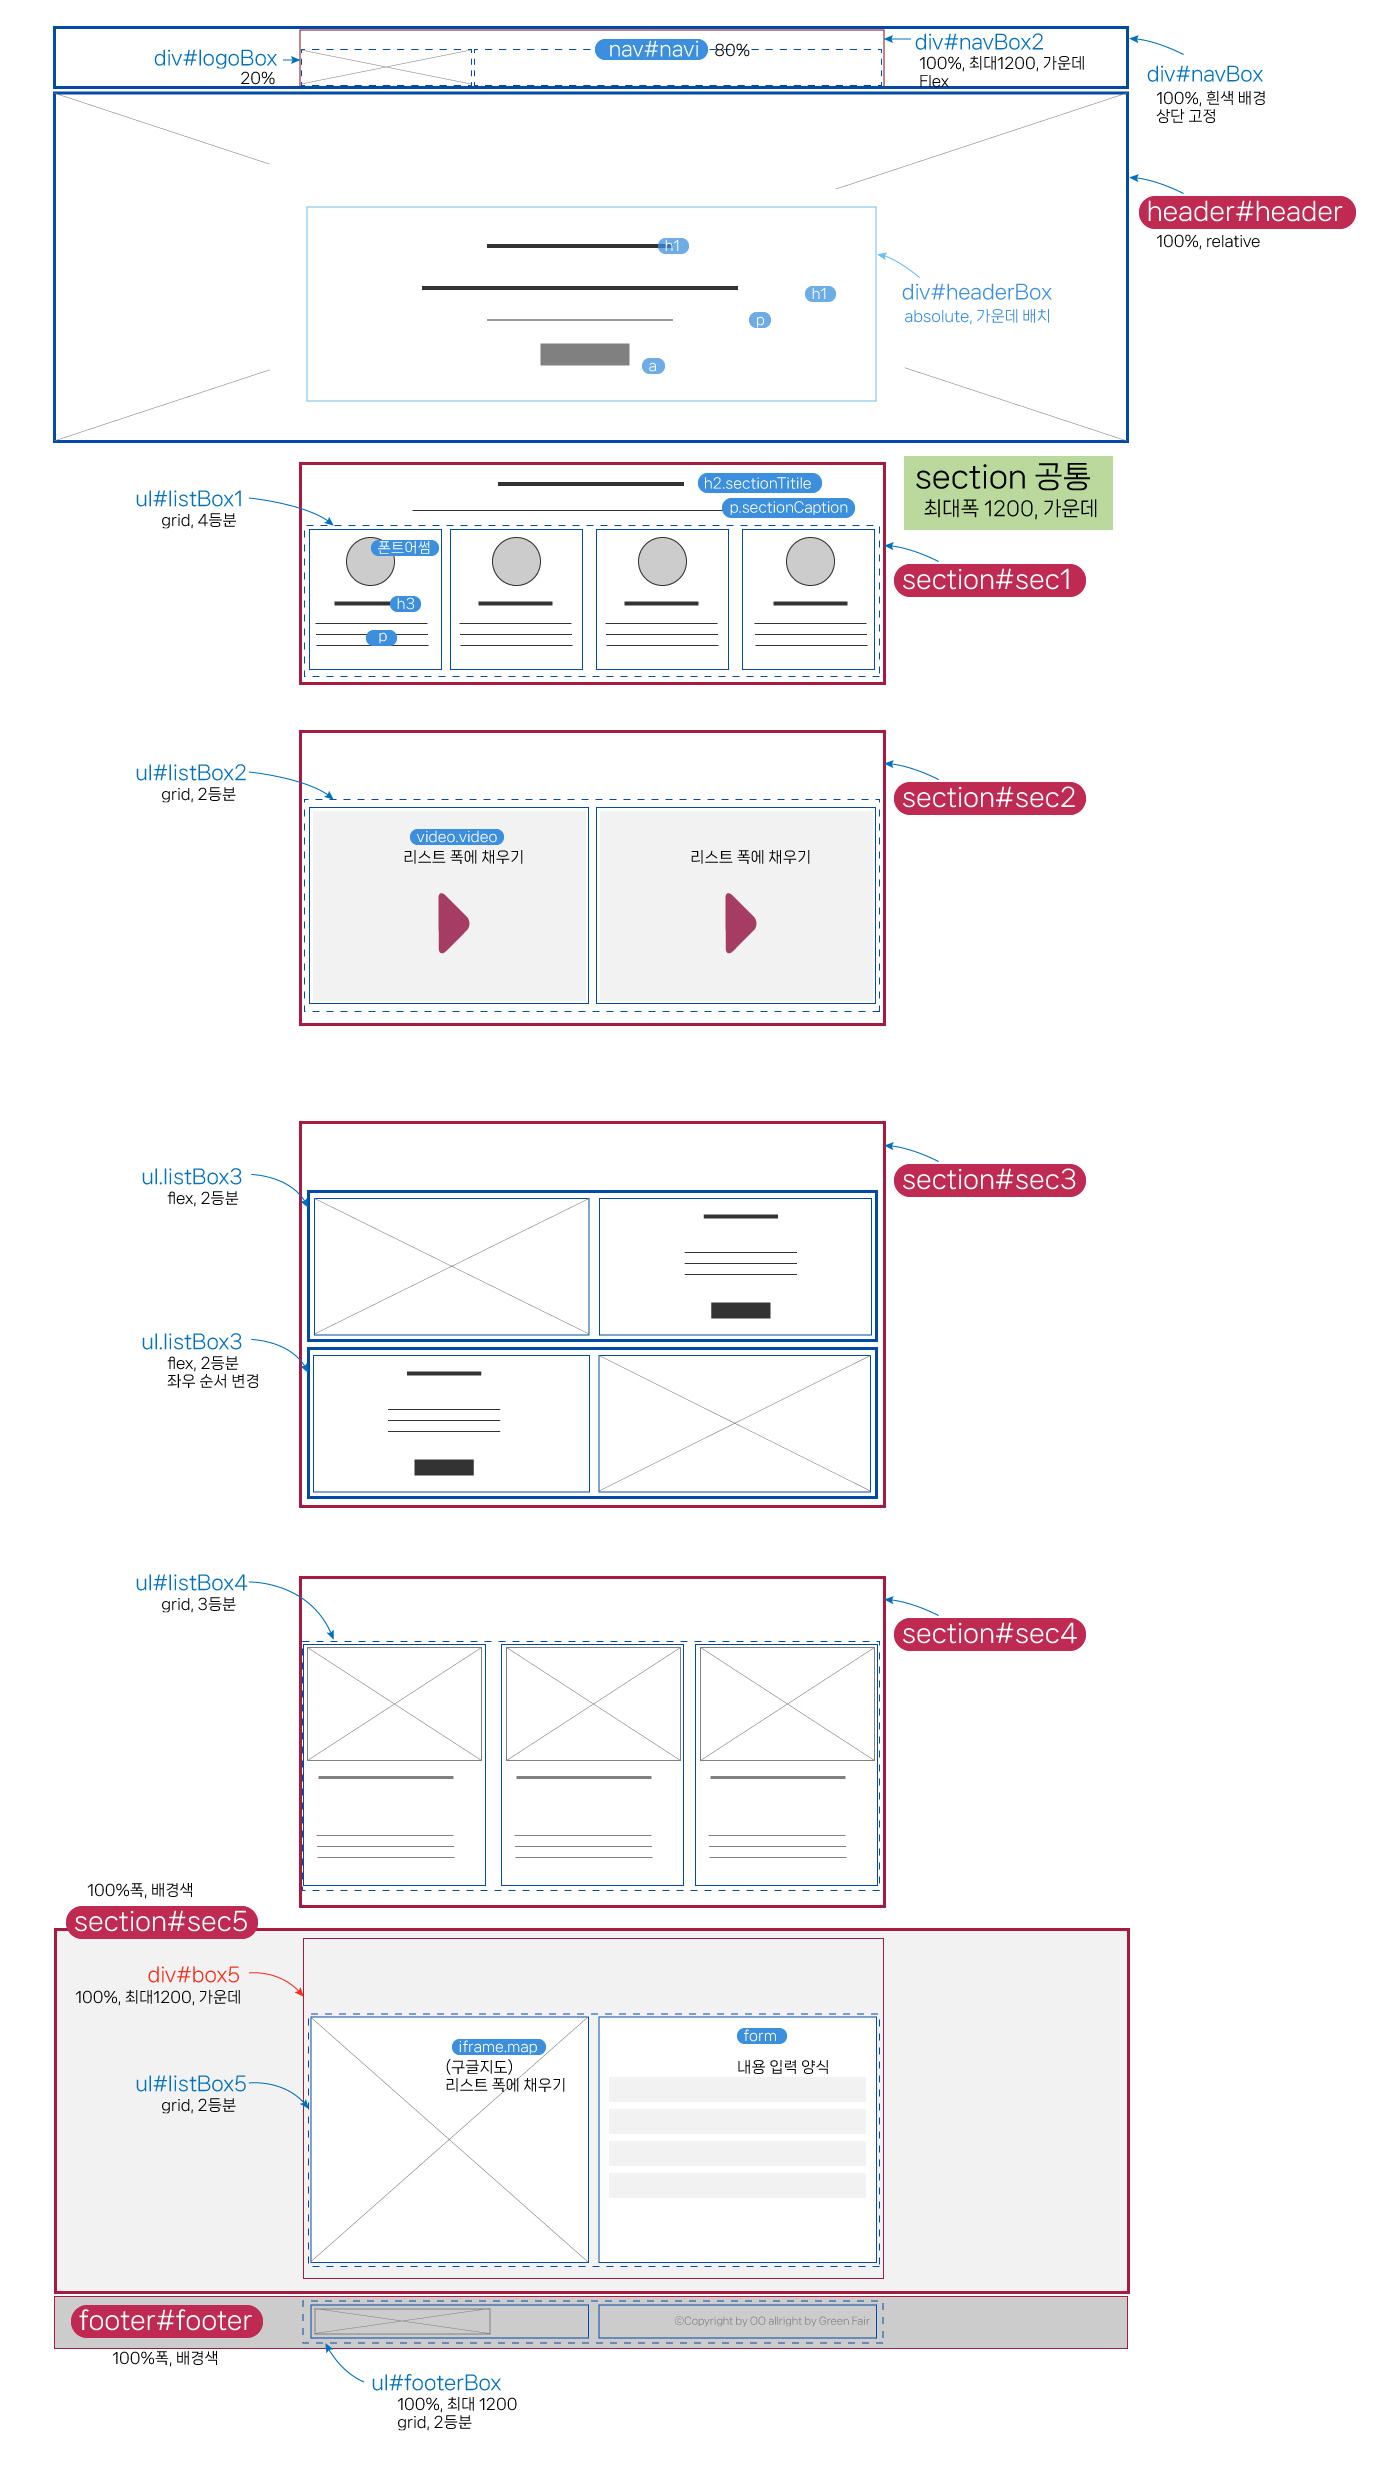 div#logoBox
20%
nav#navi 80%
div#navBox2
100%, 최대1200, 가운데
Flex
div#navBox
100%, 흰색 배경
상단 고정
header#header
100%, relative
h1
h1
p
a
div#headerBox
absolute, 가운데 배치
section 공통
최대폭 1200, 가운데
ul#listBox1
grid, 4등분
h2.sectionTitile
p.sectionCaption
폰트어썸
h3
p
section#sec1
ul#listBox2
grid, 2등분
video.video
리스트 폭에 채우기
리스트 폭에 채우기
section#sec2
ul.listBox3
flex, 2등분
section#sec3
ul.listBox3
flex, 2등분
좌우 순서 변경
ul#listBox4
grid, 3등분
section#sec4
100%폭, 배경색
section#sec5
div#box5
100%, 최대1200, 가운데
ul#listBox5
grid, 2등분
iframe.map
(구글지도)
리스트 폭에 채우기
form
내용 입력 양식
footer#footer
©Copyright by OO allright by Green Fair
100%폭, 배경색
ul#footerBox
100%, 최대 1200
grid, 2등분